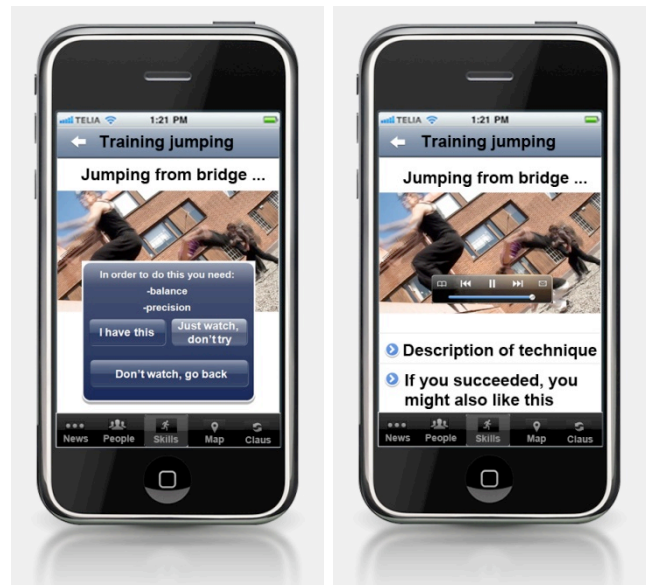 TELIA 1:21 PM
Training jumping
Jumping from bridge ...
In order to do this you need:
-balance
-precision
I have this
Just watch,
don't try
Don't watch, go back
News People Skills Map Claus
TELIA 1:21 PM
Training jumping
Jumping from bridge ...
Description of technique
If you succeeded, you
might also like this
News People Skills Map Claus